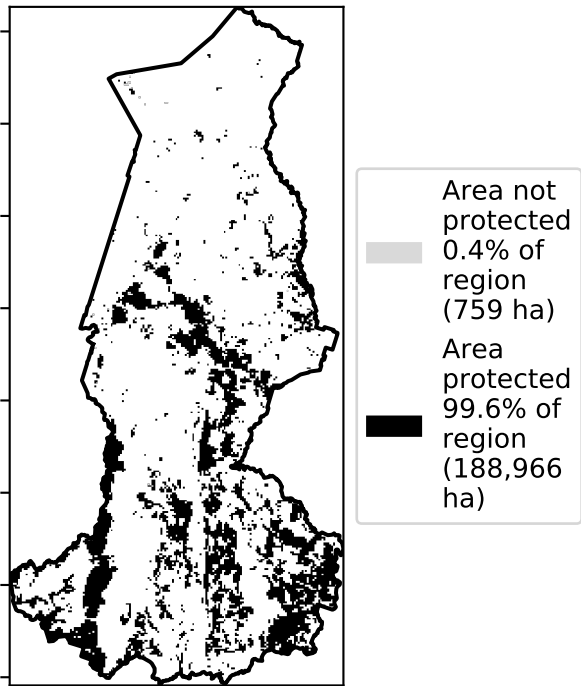 Area not
protected
0.4% of
region
(759 ha)
Area
protected
99.6% of
region
(188,966
ha)